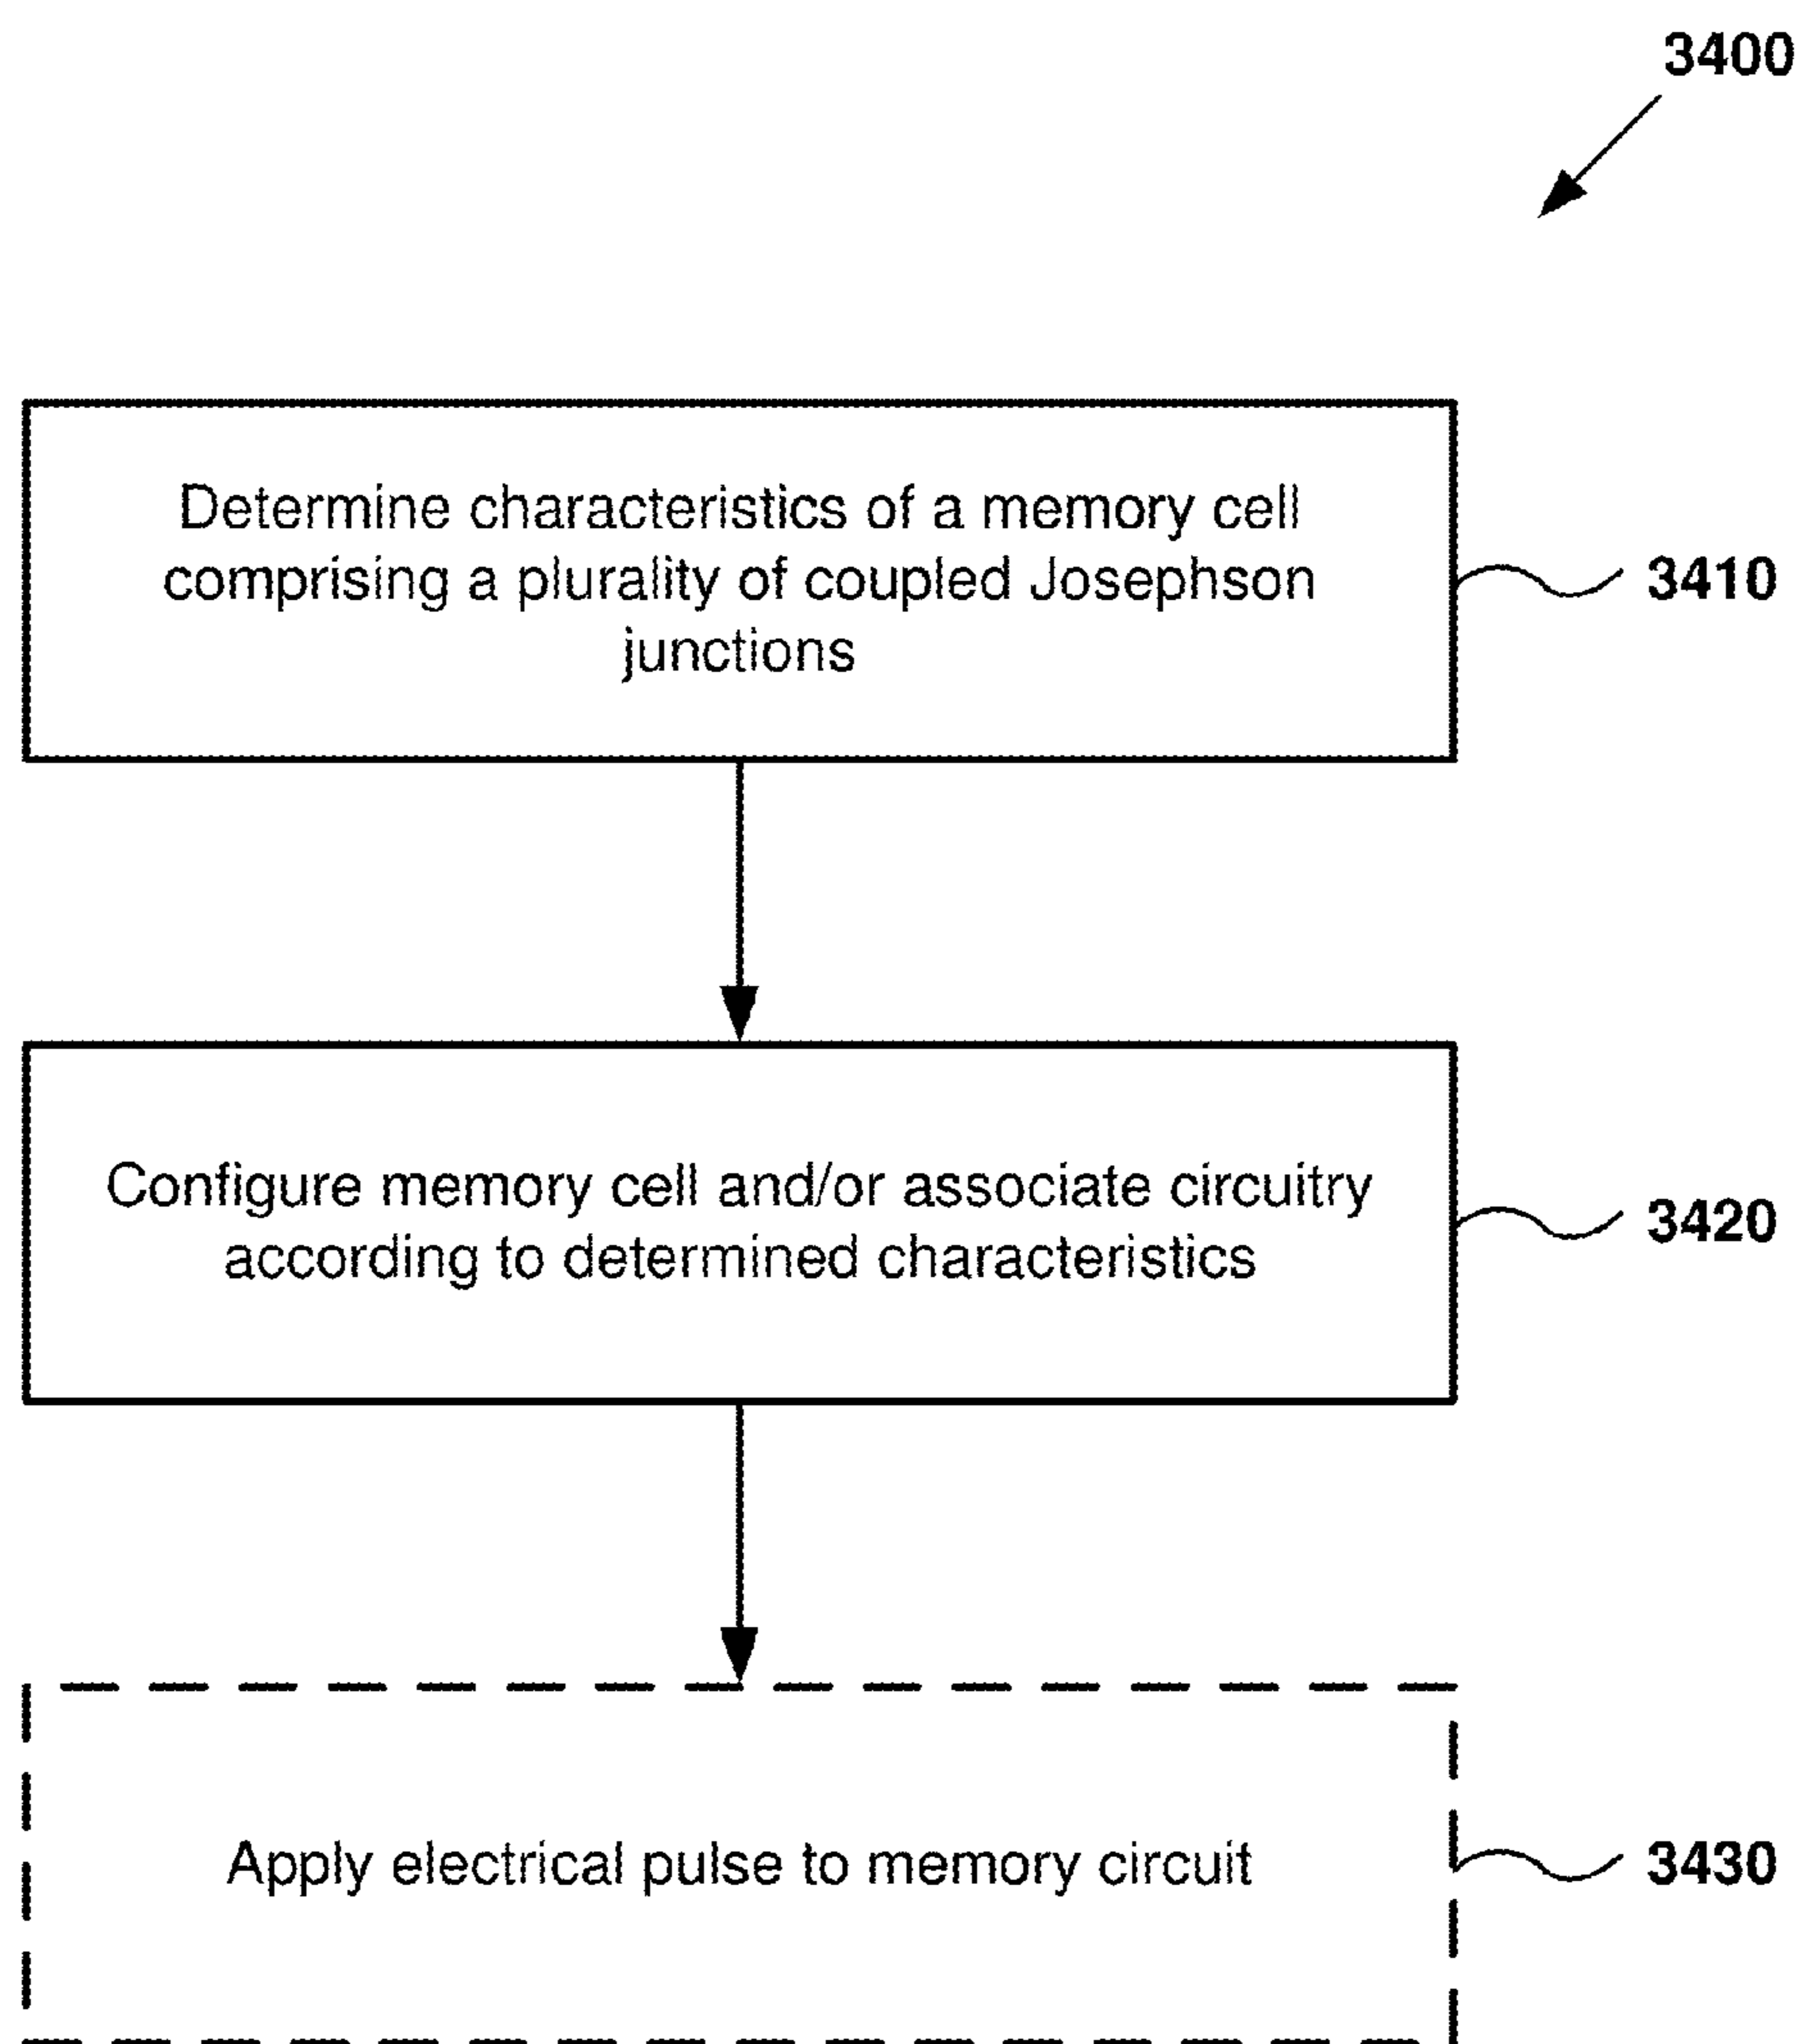 3400
Determine characteristics of a memory cell
comprising a plurality of coupled Josephson
junctions
3410
Configure memory cell and/or associate circuitry
according to determined characteristics
3420
Apply electrical pulse to memory circuit
3430